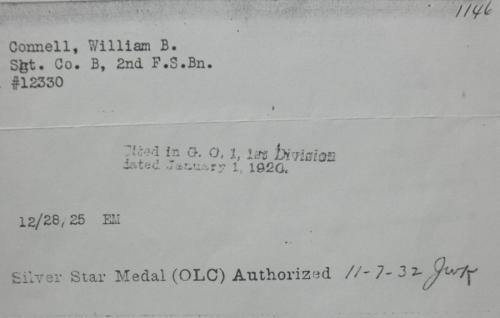 1146
Connell, William B.
Sgt. Co. B, 2nd F.S.Bn.
#12330
Cited in G. O. 1, 1st Division
dated January 1, 1920.
12/28/25 EM
Silver Star Medal (OLC) Authorized 11-7-32